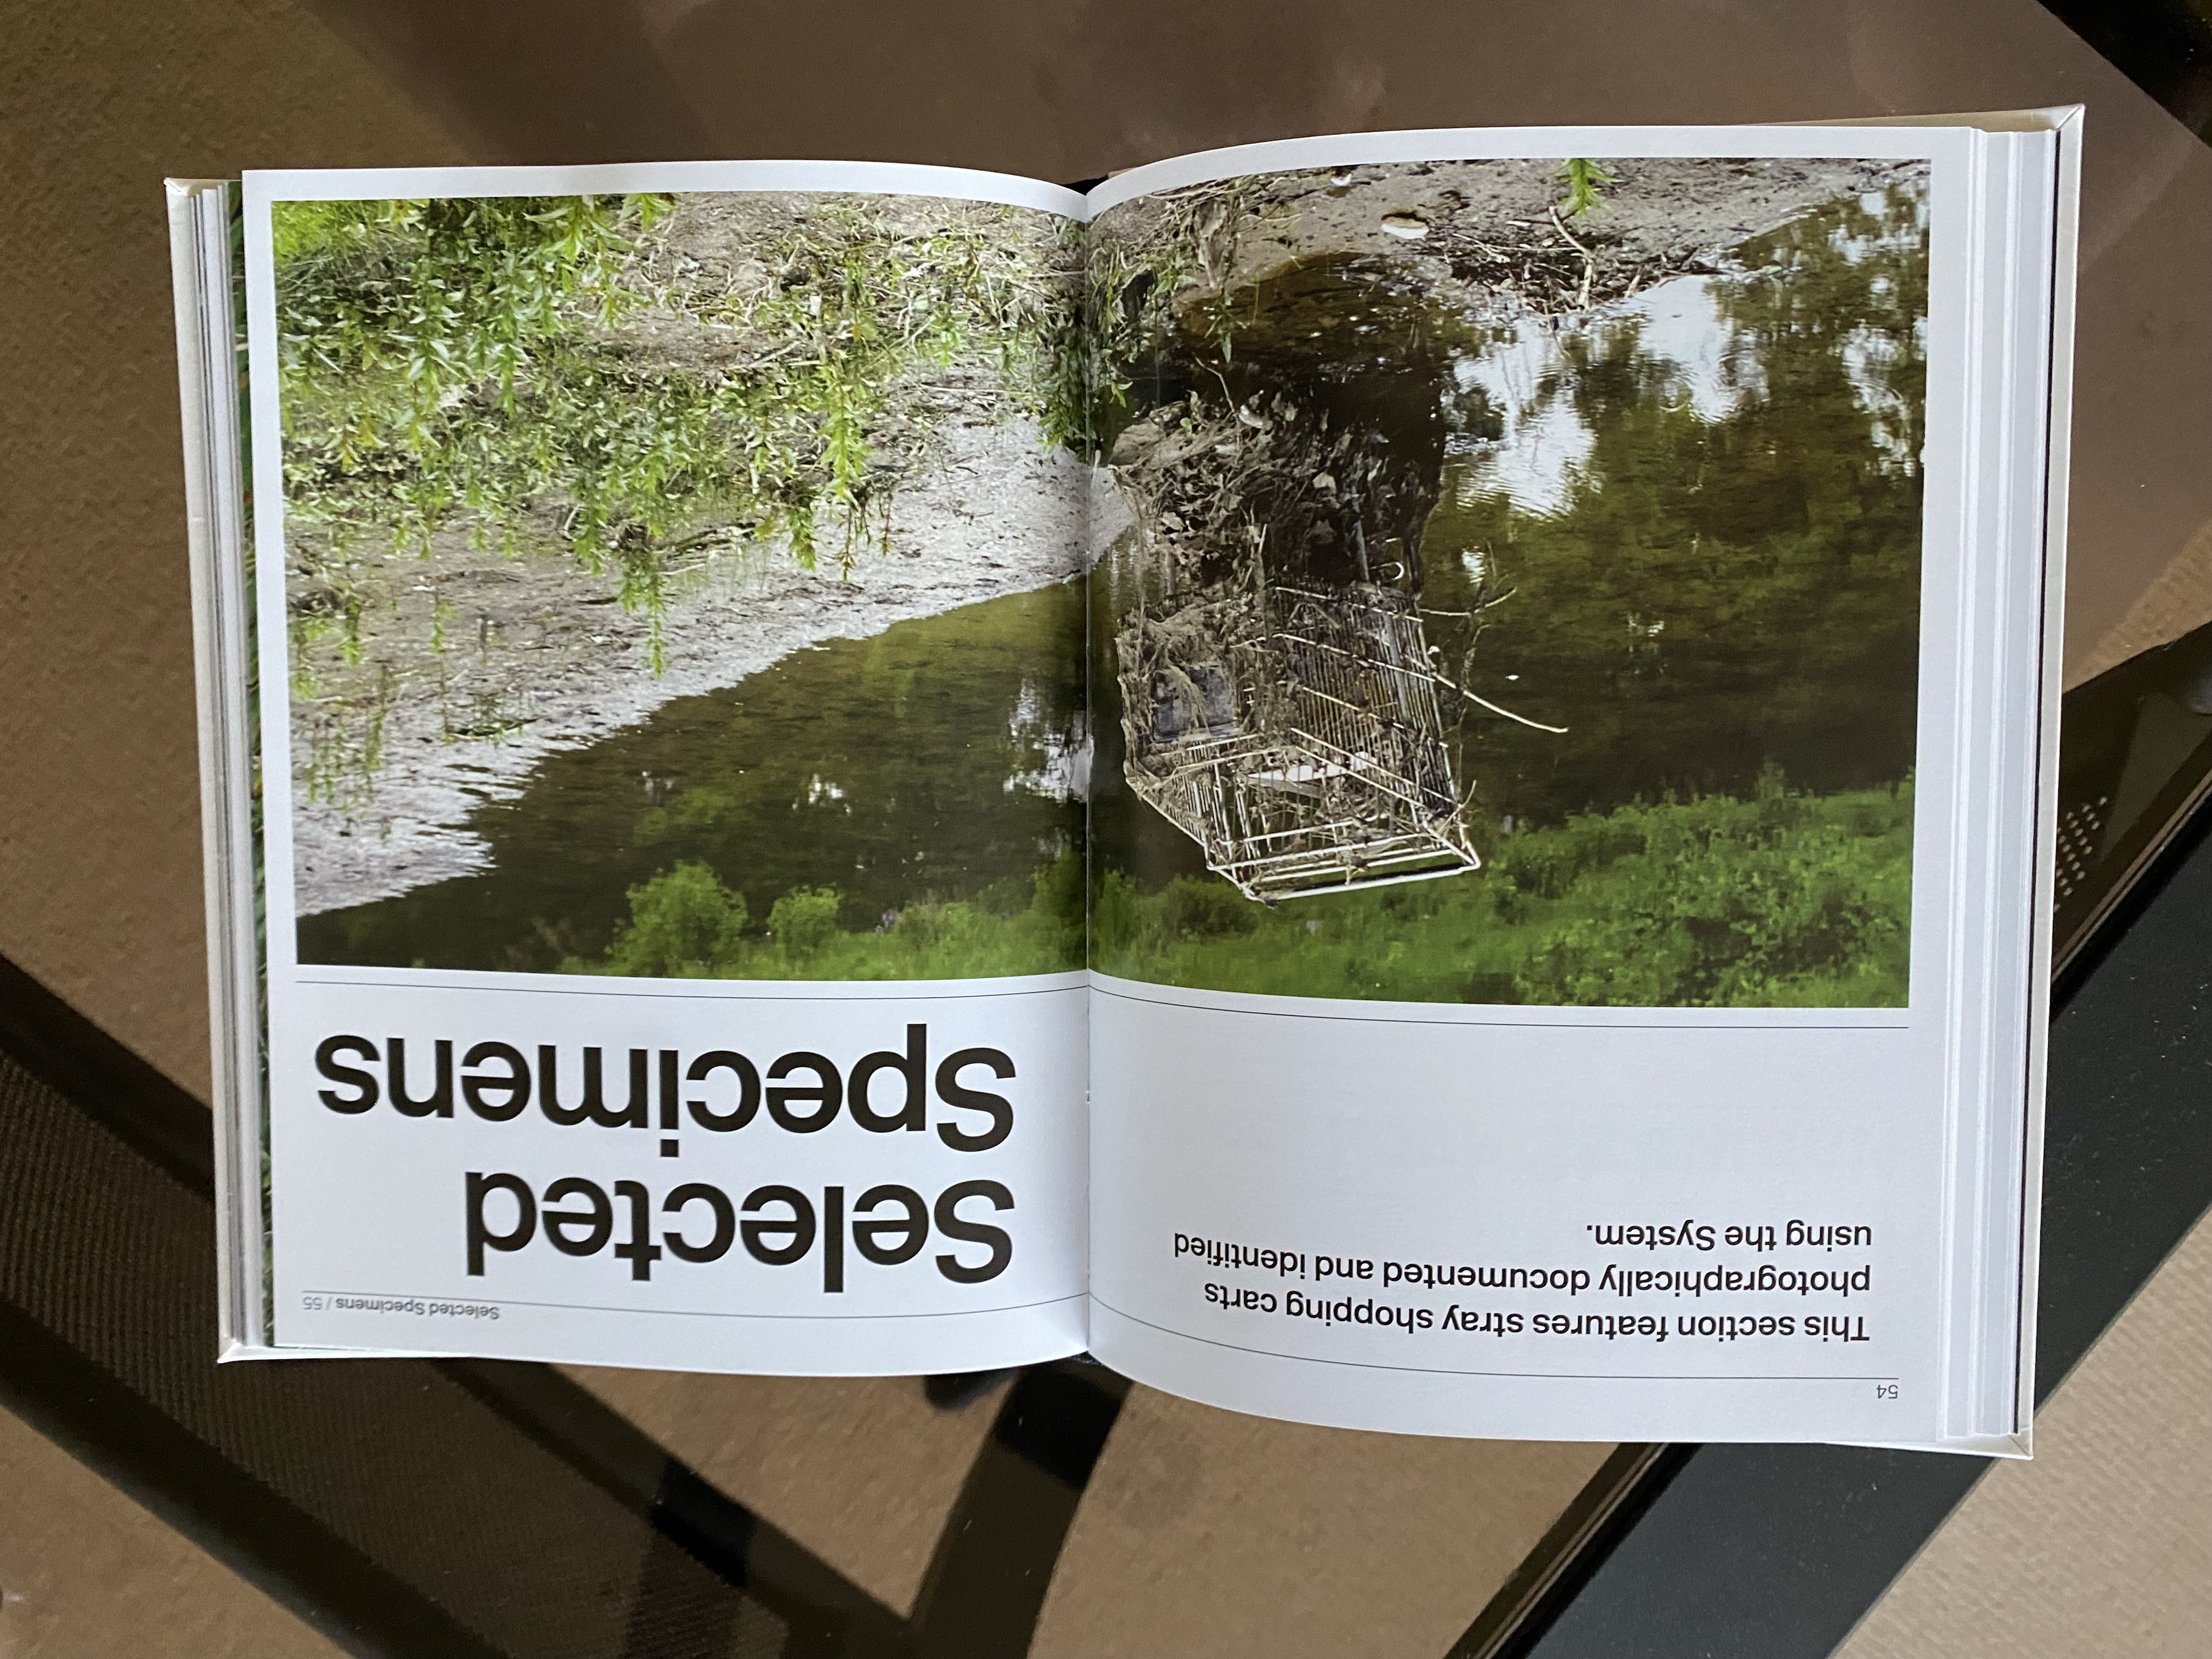 54
This section features stray shopping carts
photographically documented and identified
using the System.
Selected Specimens / 55
Selected
Specimens